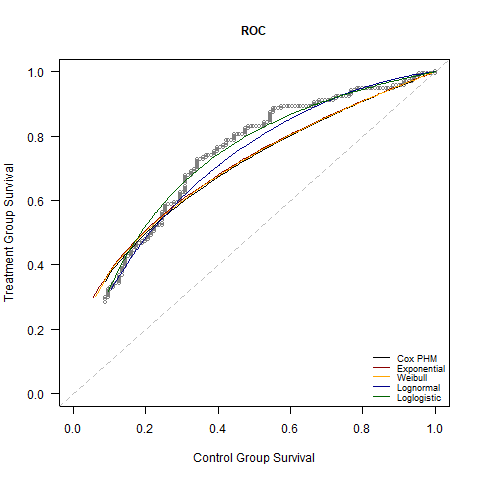 ROC
Treatment Group Survival
1.0
0.8
0.6
0.4
0.2
0.0
0.0 0.2 0.4 0.6 0.8 1.0
Control Group Survival
Cox PHM
Exponential
Weibull
Lognormal
Loglogistic